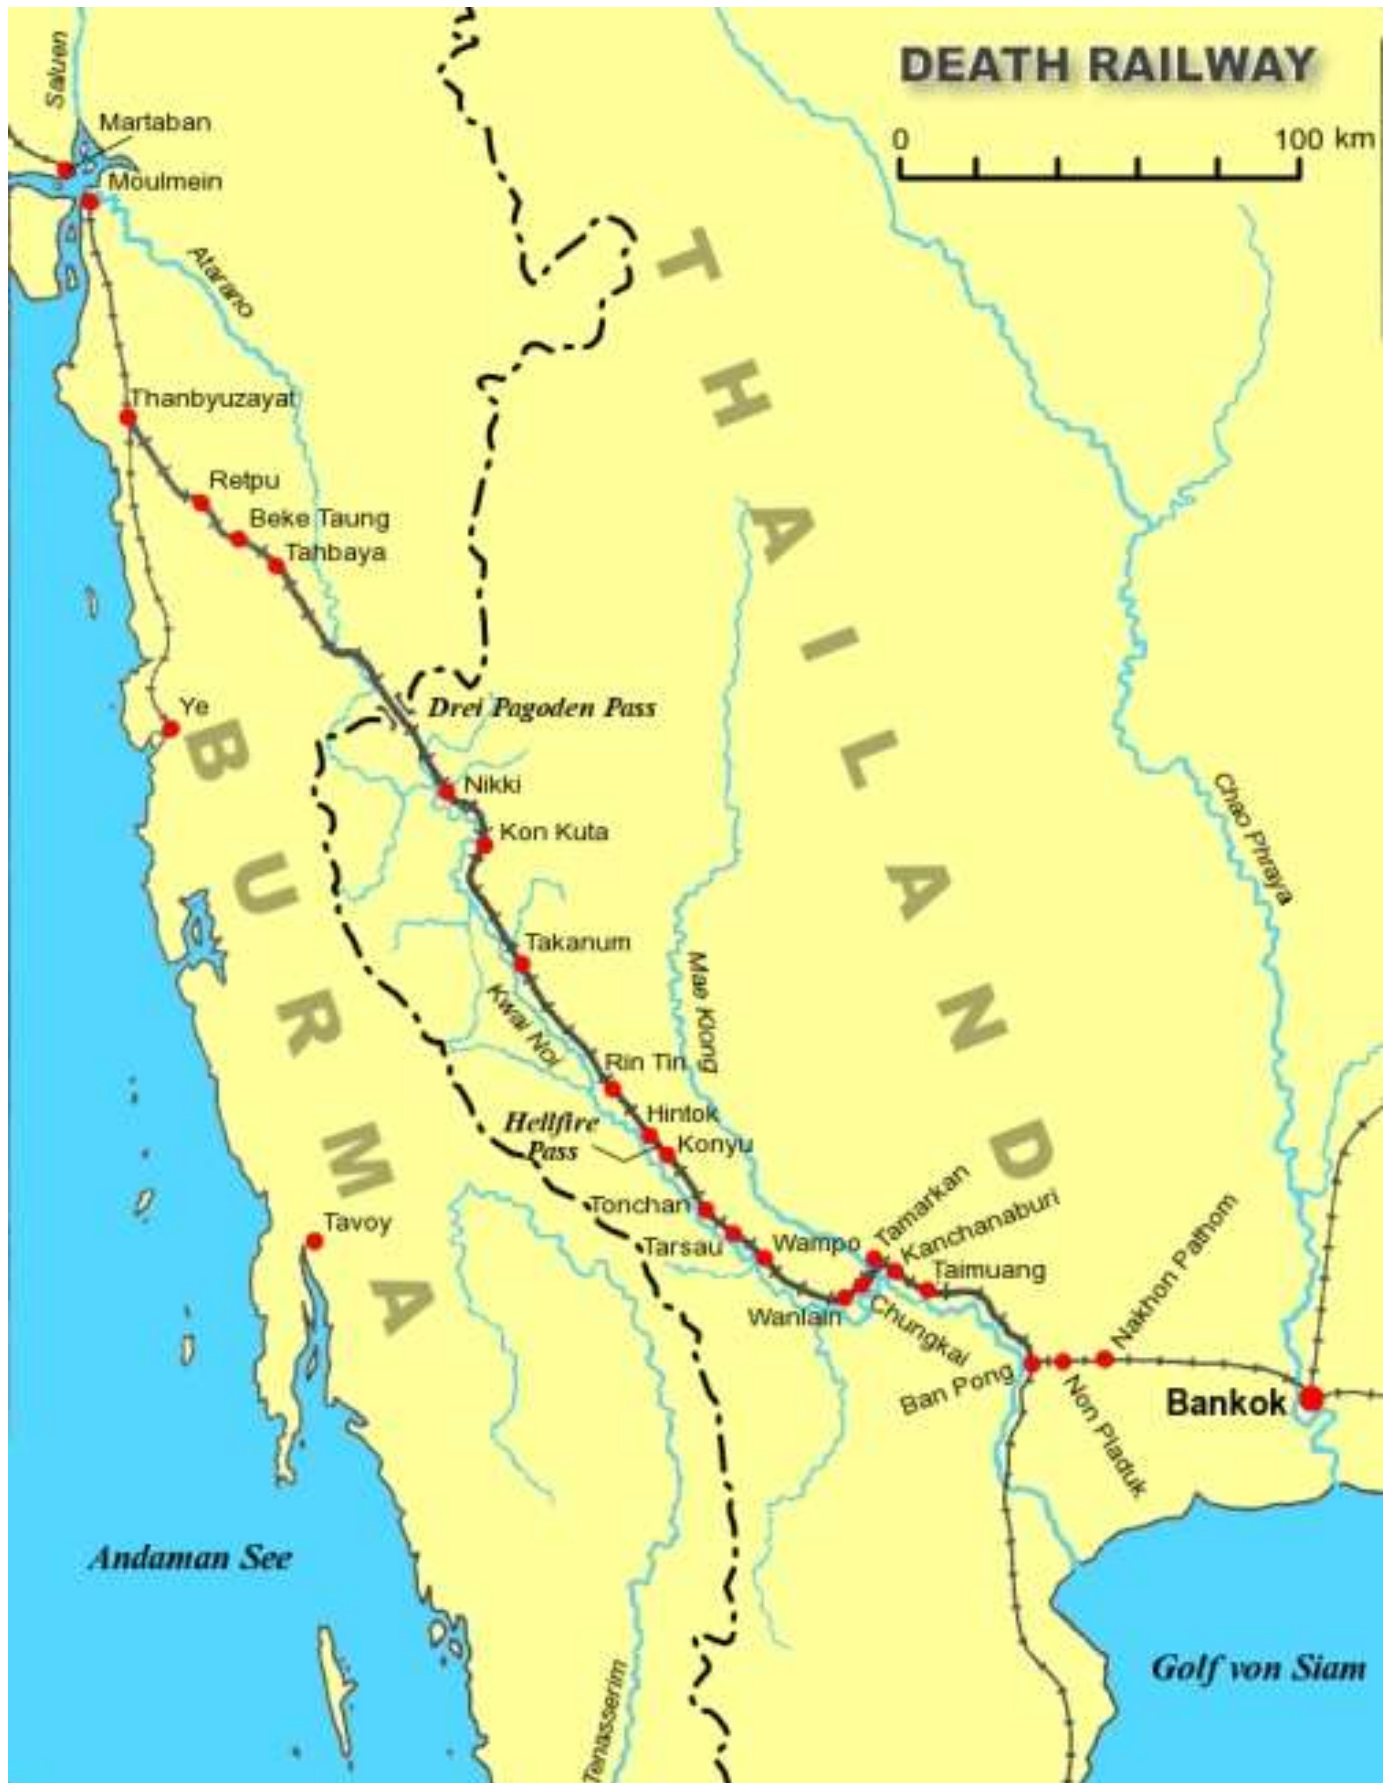 DEATH RAILWAY
0 100 km
Saluen
Martaban
Moulmein
Atarano
THAILAND
Thanbyuzayat
Retpu
Beke Taung
Tahbaya
Ye
Drei Pagoden Pass
BURMA
Nikki
Kon Kuta
Chao Phraya
Takanum
Mae Klong
Kwai Noi
Rin Tin
Hintok
Hellfire
Pass
Konyu
Tonchan
Tamarkan
Kanchanaburi
Nakhon Pathom
Tavoy
Tarsau
Wampo
Taimuang
Wanlain
Chungkai
Ban Pong
Non Pladuk
Bankok
Andaman See
Golf von Siam
Tenasserim